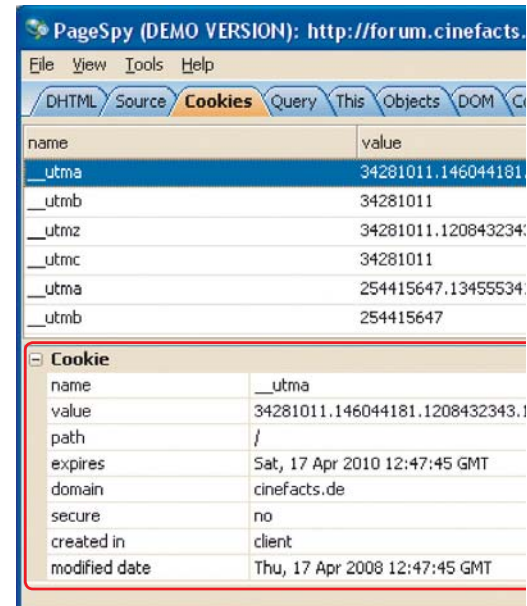 PageSpy (DEMO VERSION): http://forum.cinefacts.
File View Tools Help
DHTML Source Cookies Query This Objects DOM
name value
__utma 34281011.146044181.
__utmb 34281011
__utmz 34281011.1208432343
__utmc 34281011
__utma 254415647.134555341
__utmb 254415647
Cookie
name __utma
value 34281011.146044181.1208432343.1
path /
expires Sat, 17 Apr 2010 12:47:45 GMT
domain cinefacts.de
secure no
created in client
modified date Thu, 17 Apr 2008 12:47:45 GMT